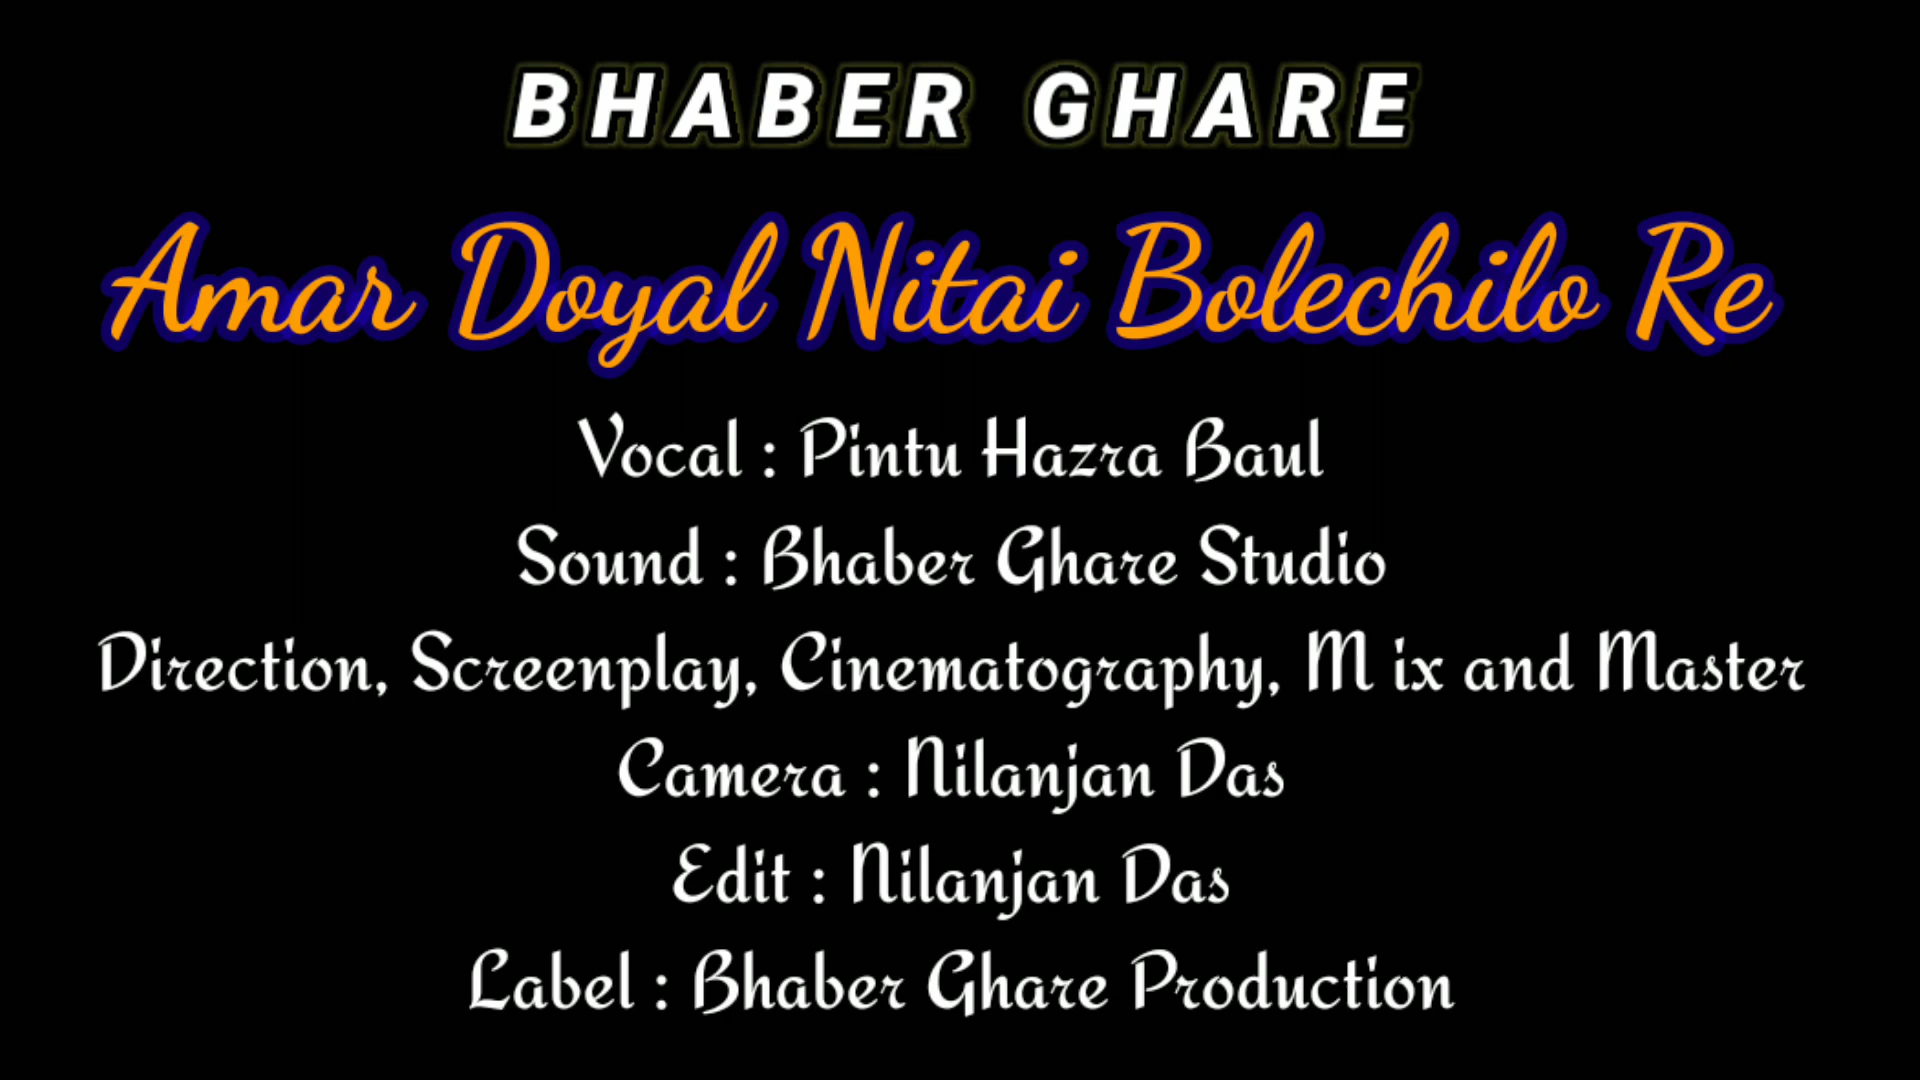 BHABER GHARE
Amar Doyal Nitai Bolechilo Re
Vocal : Pintu Hazra Baul
Sound : Bhaber Ghare Studio
Direction, Screenplay, Cinematography, M ix and Master
Camera : Nilanjan Das
Edit : Nilanjan Das
Label : Bhaber Ghare Production